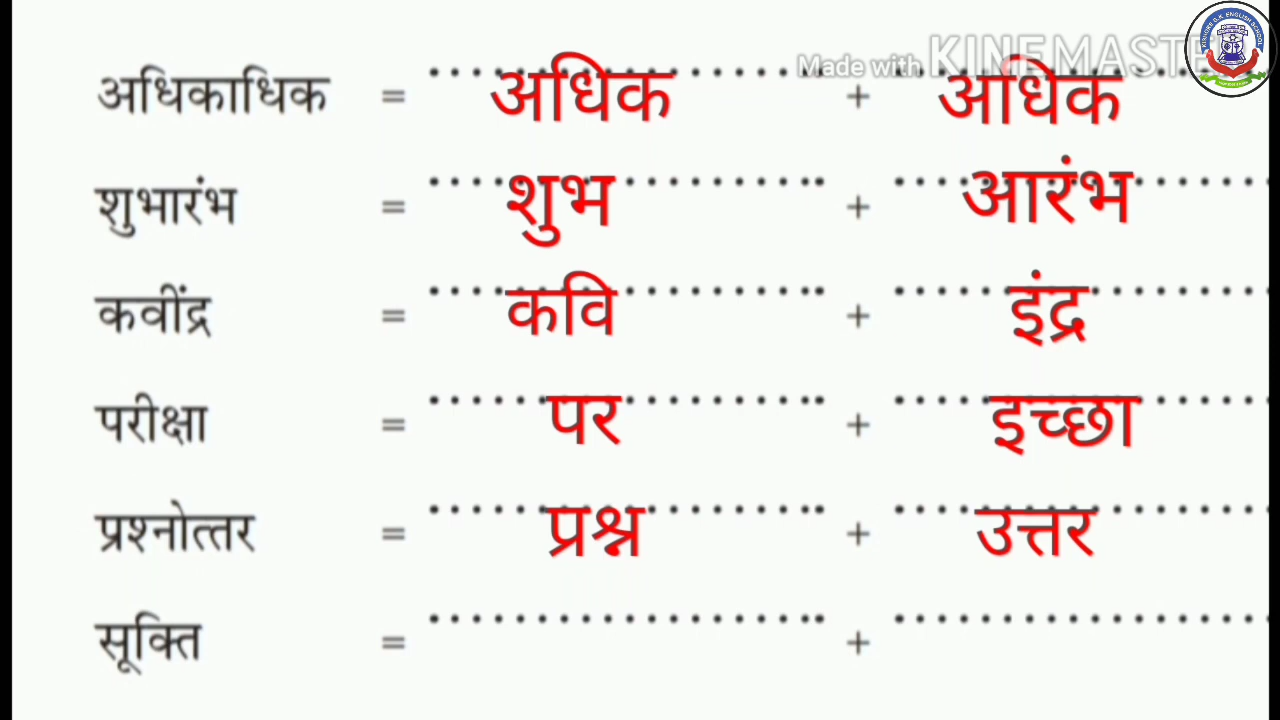 Made with KINEMASTER
अधिकाधिक = अधिक + अधिक
शुभारंभ = शुभ + आरंभ
कवींद्र = कवि + इंद्र
परीक्षा = पर + इच्छा
प्रश्नोत्तर = प्रश्न + उत्तर
सूक्ति = +